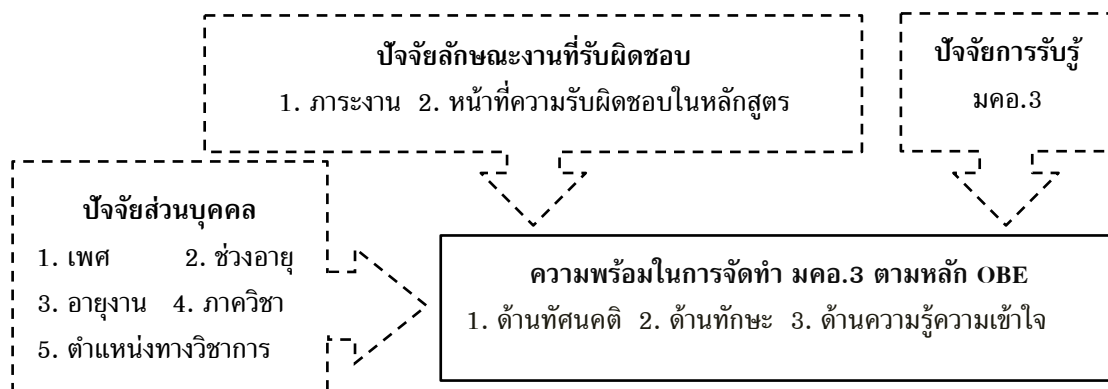 ปัจจัยลักษณะงานที่รับผิดชอบ
1. ภาระงาน 2. หน้าที่ความรับผิดชอบในหลักสูตร
ปัจจัยการรับรู้
มคอ.3
ปัจจัยส่วนบุคคล
1. เพศ 2. ช่วงอายุ
3. อายุงาน 4. ภาควิชา
5. ตำแหน่งทางวิชาการ
ความพร้อมในการจัดทำ มคอ.3 ตามหลัก OBE
1. ด้านทัศนคติ 2. ด้านทักษะ 3. ด้านความรู้ความเข้าใจ